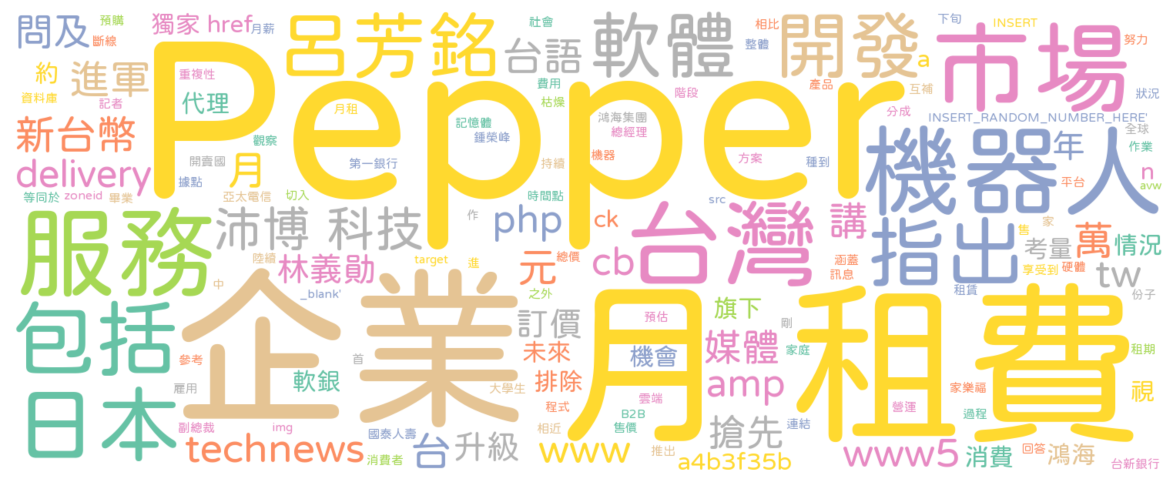 問及
預購
斷線
獨家
href
月薪
呂芳銘
台語
社會
軟體
相比
整體
開發
a
下旬
INSERT
市場
努力
約
資料庫
進軍
記者
重複性
代理
Pepper
費用
枯燥
階段
產品
互補
分成
狀況
新台幣
觀察
月租
記憶體
鍾榮峰
鴻海集團
總經理
INSERT_RANDOM_NUMBER_HERE'
全球
作業
delivery
開賣國
據點
月
第一銀行
持續
機器
方案
種到
機器人
年
平台
n
avw
等同於
zoneid
畢業
亞太電信
切入
時間點
src
服務
沛博
科技
作
php
ck
台灣
講
指出
家
售
考量
萬
情況
中
陸續
林義勛
target
進
元
總價
cb
涵蓋
訊息
享受到
硬體
tw
包括
_blank'
企業
之外
月租費
旗下
剛
租賃
份子
訂價
預估
參考
首
未來
機會
媒體
家庭
租期
日本
雇用
軟銀
大學生
排除
雲端
amp
家樂福
視
副總裁
img
程式
B2B
售價
營運
過程
technews
國泰人壽
消費者
台
升級
相近
www
推出
搶先
a4b3f35b
連結
www5
消費
回答
鴻海
台新銀行